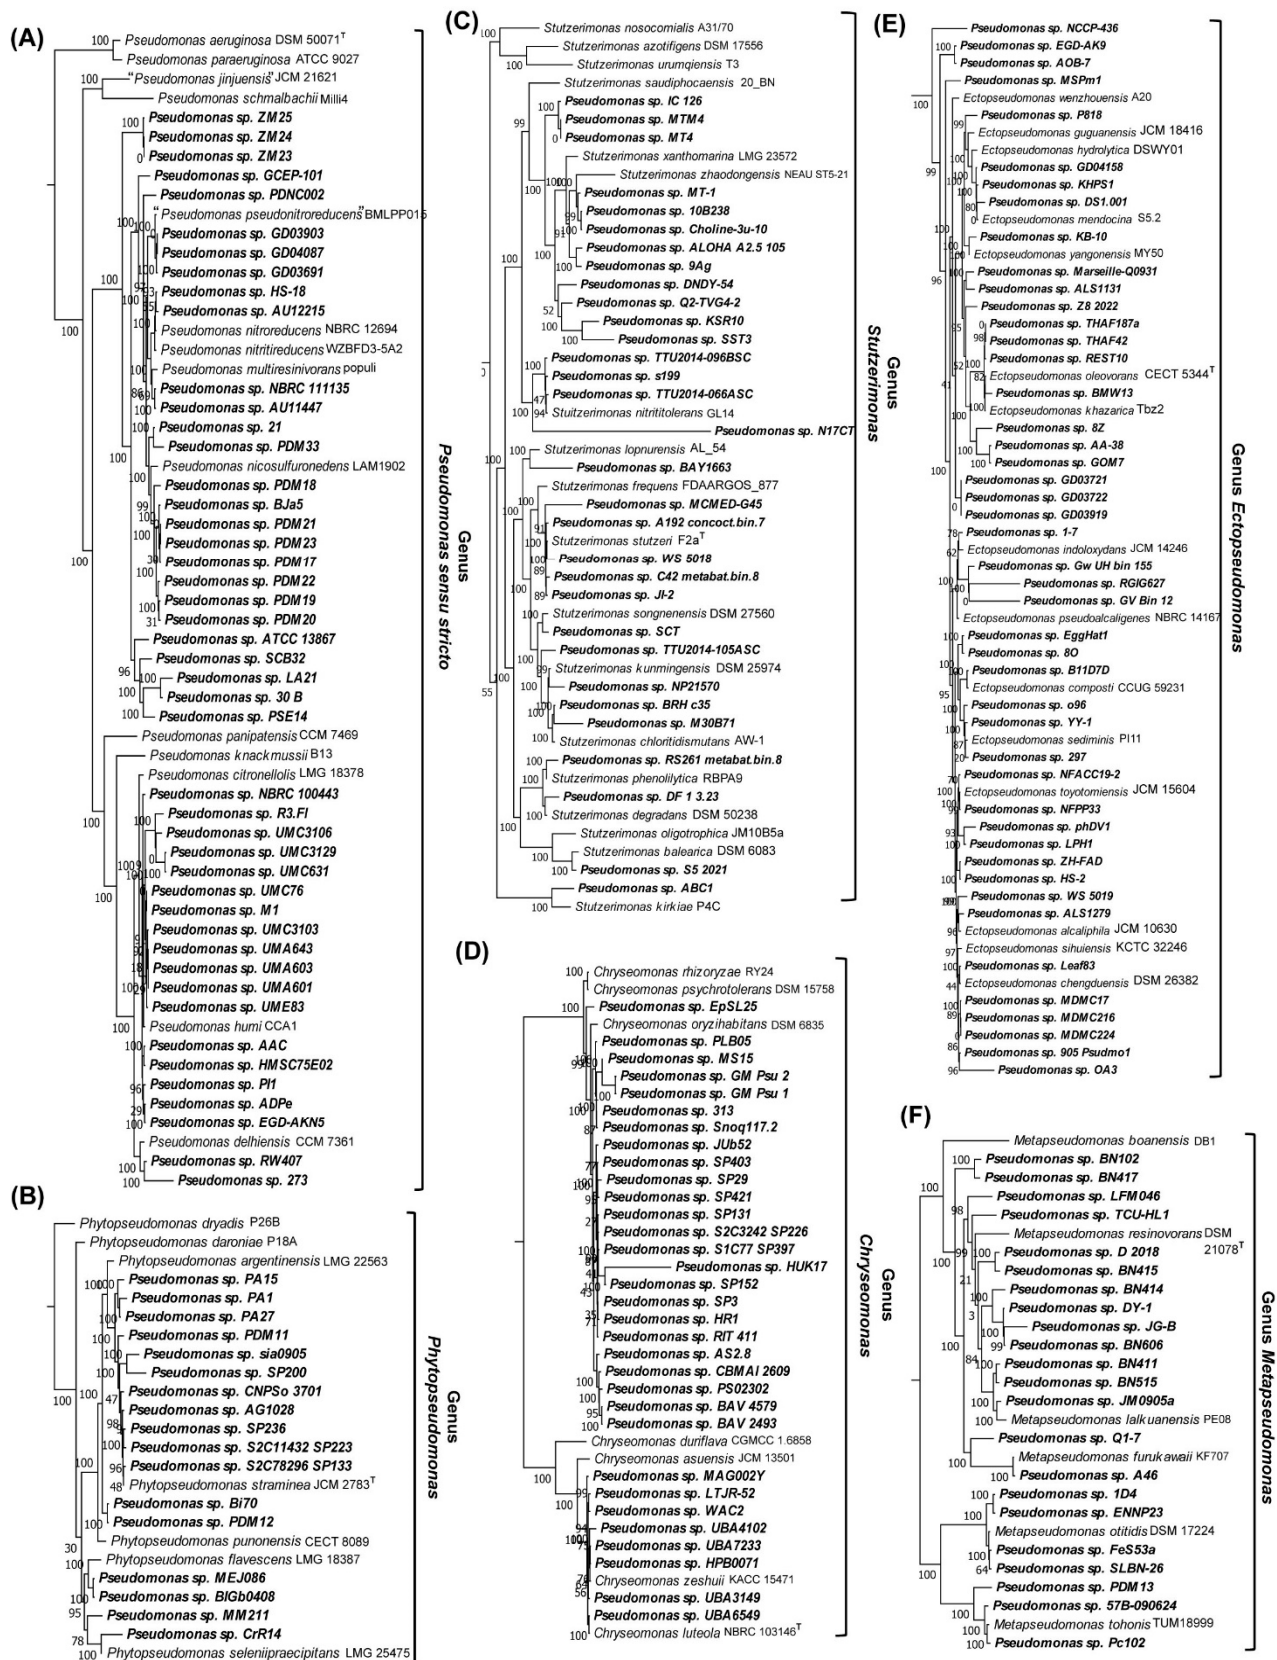 (A)
Pseudomonas aeruginosa DSM 50071T
Pseudomonas paraeruginosa ATCC 9027
"Pseudomonas jinjuensis" JCM 21621
Pseudomonas schmalbachii Milli4
Pseudomonas sp. ZM25
Pseudomonas sp. ZM24
Pseudomonas sp. ZM23
Pseudomonas sp. GCEP-101
Pseudomonas sp. PDNC002
"Pseudomonas pseudonitroreducens" BMLPP015
Pseudomonas sp. GD03903
Pseudomonas sp. GD04087
Pseudomonas sp. GD03691
Pseudomonas sp. HS-18
Pseudomonas sp. AU12215
Pseudomonas nitroreducens NBRC 12694
Pseudomonas nitritireducens WZBFD3-5A2
Pseudomonas multiresinivorans populi
Pseudomonas sp. NBRC 111135
Pseudomonas sp. AU11447
Pseudomonas sp. 21
Pseudomonas sp. PDM33
Pseudomonas nicosulfuronedens LAM1902
Pseudomonas sp. PDM18
Pseudomonas sp. BJa5
Pseudomonas sp. PDM21
Pseudomonas sp. PDM23
Pseudomonas sp. PDM17
Pseudomonas sp. PDM22
Pseudomonas sp. PDM19
Pseudomonas sp. PDM20
Pseudomonas sp. ATCC 13867
Pseudomonas sp. SCB32
Pseudomonas sp. LA21
Pseudomonas sp. 30 B
Pseudomonas sp. PSE14
Pseudomonas panipatensis CCM 7469
Pseudomonas knackmussii B13
Pseudomonas citronellolis LMG 18378
Pseudomonas sp. NBRC 100443
Pseudomonas sp. R3.Fl
Pseudomonas sp. UMC3106
Pseudomonas sp. UMC3129
Pseudomonas sp. UMC631
Pseudomonas sp. UMC76
Pseudomonas sp. M1
Pseudomonas sp. UMC3103
Pseudomonas sp. UMA643
Pseudomonas sp. UMA603
Pseudomonas sp. UMA601
Pseudomonas sp. UME83
Pseudomonas humi CCA1
Pseudomonas sp. AAC
Pseudomonas sp. HMSC75E02
Pseudomonas sp. PI1
Pseudomonas sp. ADPe
Pseudomonas sp. EGD-AKN5
Pseudomonas delhiensis CCM 7361
Pseudomonas sp. RW407
Pseudomonas sp. 273
Genus
Pseudomonas sensu stricto
(B)
Phytopseudomonas dryadis P26B
Phytopseudomonas daroniae P18A
Phytopseudomonas argentinensis LMG 22563
Pseudomonas sp. PA15
Pseudomonas sp. PA1
Pseudomonas sp. PA27
Pseudomonas sp. PDM11
Pseudomonas sp. sia0905
Pseudomonas sp. SP200
Pseudomonas sp. CNPSo 3701
Pseudomonas sp. AG1028
Pseudomonas sp. SP236
Pseudomonas sp. S2C11432 SP223
Pseudomonas sp. S2C78296 SP133
Phytopseudomonas straminea JCM 2783T
Pseudomonas sp. Bi70
Pseudomonas sp. PDM12
Phytopseudomonas punonensis CECT 8089
Phytopseudomonas flavescens LMG 18387
Pseudomonas sp. MEJ086
Pseudomonas sp. BIGb0408
Pseudomonas sp. MM211
Pseudomonas sp. CrR14
Phytopseudomonas seleniipraecipitans LMG 25475
Genus
Phytopseudomonas
(C)
Stutzerimonas nosocomialis A31/70
Stutzerimonas azotifigens DSM 17556
Stutzerimonas urumqiensis T3
Stutzerimonas saudiphocaensis 20_BN
Pseudomonas sp. IC 126
Pseudomonas sp. MTM4
Pseudomonas sp. MT4
Stutzerimonas xanthomarina LMG 23572
Stutzerimonas zhaodongensis NEAU ST5-21
Pseudomonas sp. MT-1
Pseudomonas sp. 10B238
Pseudomonas sp. Choline-3u-10
Pseudomonas sp. ALOHA A2.5 105
Pseudomonas sp. 9Ag
Pseudomonas sp. DNDY-54
Pseudomonas sp. Q2-TVG4-2
Pseudomonas sp. KSR10
Pseudomonas sp. SST3
Pseudomonas sp. TTU2014-096BSC
Pseudomonas sp. s199
Pseudomonas sp. TTU2014-066ASC
Stuitzerimonas nitrititolerans GL14
Pseudomonas sp. N17CT
Stutzerimonas lopnurensis AL_54
Pseudomonas sp. BAY1663
Stutzerimonas frequens FDAARGOS_877
Pseudomonas sp. MCMED-G45
Pseudomonas sp. A192 concoct.bin.7
Stutzerimonas stutzeri F2aT
Pseudomonas sp. WS 5018
Pseudomonas sp. C42 metabat.bin.8
Pseudomonas sp. JI-2
Stutzerimonas songnenensis DSM 27560
Pseudomonas sp. SCT
Pseudomonas sp. TTU2014-105ASC
Stutzerimonas kunmingensis DSM 25974
Pseudomonas sp. NP21570
Pseudomonas sp. BRH c35
Pseudomonas sp. M30B71
Stutzerimonas chloritidismutans AW-1
Pseudomonas sp. RS261 metabat.bin.8
Stutzerimonas phenolilytica RBPA9
Pseudomonas sp. DF 1 3.23
Stutzerimonas degradans DSM 50238
Stutzerimonas oligotrophica JM10B5a
Stutzerimonas balearica DSM 6083
Pseudomonas sp. S5 2021
Pseudomonas sp. ABC1
Stutzerimonas kirkiae P4C
Genus
Stutzerimonas
(D)
Chryseomonas rhizoryzae RY24
Chryseomonas psychrotolerans DSM 15758
Pseudomonas sp. EpSL25
Chryseomonas oryzihabitans DSM 6835
Pseudomonas sp. PLB05
Pseudomonas sp. MS15
Pseudomonas sp. GM Psu 2
Pseudomonas sp. GM Psu 1
Pseudomonas sp. 313
Pseudomonas sp. Snoq117.2
Pseudomonas sp. JUb52
Pseudomonas sp. SP403
Pseudomonas sp. SP29
Pseudomonas sp. SP421
Pseudomonas sp. SP131
Pseudomonas sp. S2C3242 SP226
Pseudomonas sp. S1C77 SP397
Pseudomonas sp. HUK17
Pseudomonas sp. SP152
Pseudomonas sp. SP3
Pseudomonas sp. HR1
Pseudomonas sp. RIT 411
Pseudomonas sp. AS2.8
Pseudomonas sp. CBMAI 2609
Pseudomonas sp. PS02302
Pseudomonas sp. BAV 4579
Pseudomonas sp. BAV 2493
Chryseomonas duriflava CGMCC 1.6858
Chryseomonas asuensis JCM 13501
Pseudomonas sp. MAG002Y
Pseudomonas sp. LTJR-52
Pseudomonas sp. WAC2
Pseudomonas sp. UBA4102
Pseudomonas sp. UBA7233
Pseudomonas sp. HPB0071
Chryseomonas zeshuii KACC 15471
Pseudomonas sp. UBA3149
Pseudomonas sp. UBA6549
Chryseomonas luteola NBRC 103146T
Genus
Chryseomonas
(E)
Pseudomonas sp. NCCP-436
Pseudomonas sp. EGD-AK9
Pseudomonas sp. AOB-7
Pseudomonas sp. MSPm1
Ectopseudomonas wenzhouensis A20
Pseudomonas sp. P818
Ectopseudomonas guguanensis JCM 18416
Ectopseudomonas hydrolytica DSWY01
Pseudomonas sp. GD04158
Pseudomonas sp. KHPS1
Pseudomonas sp. DS1.001
Ectopseudomonas mendocina S5.2
Pseudomonas sp. KB-10
Ectopseudomonas yangonensis MY50
Pseudomonas sp. Marseille-Q0931
Pseudomonas sp. ALS1131
Pseudomonas sp. Z8 2022
Pseudomonas sp. THAF187a
Pseudomonas sp. THAF42
Pseudomonas sp. REST10
Ectopseudomonas oleovorans CECT 5344T
Pseudomonas sp. BMW13
Ectopseudomonas khazarica Tbz2
Pseudomonas sp. 8Z
Pseudomonas sp. AA-38
Pseudomonas sp. GOM7
Pseudomonas sp. GD03721
Pseudomonas sp. GD03722
Pseudomonas sp. GD03919
Pseudomonas sp. 1-7
Ectopseudomonas indoloxydans JCM 14246
Pseudomonas sp. Gw UH bin 155
Pseudomonas sp. RGIG627
Pseudomonas sp. GV Bin 12
Ectopseudomonas pseudoalcaligenes NBRC 14167
Pseudomonas sp. EggHat1
Pseudomonas sp. 8O
Pseudomonas sp. B11D7D
Ectopseudomonas composti CCUG 59231
Pseudomonas sp. o96
Pseudomonas sp. YY-1
Ectopseudomonas sediminis PI11
Pseudomonas sp. 297
Pseudomonas sp. NFACC19-2
Ectopseudomonas toyotomiensis JCM 15604
Pseudomonas sp. NFPP33
Pseudomonas sp. phDV1
Pseudomonas sp. LPH1
Pseudomonas sp. ZH-FAD
Pseudomonas sp. HS-2
Pseudomonas sp. WS 5019
Pseudomonas sp. ALS1279
Ectopseudomonas alcaliphila JCM 10630
Ectopseudomonas sihuiensis KCTC 32246
Pseudomonas sp. Leaf83
Ectopseudomonas chengduensis DSM 26382
Pseudomonas sp. MDMC17
Pseudomonas sp. MDMC216
Pseudomonas sp. MDMC224
Pseudomonas sp. 905 Psudmo1
Pseudomonas sp. OA3
Genus Ectopseudomonas
(F)
Metapseudomonas boanensis DB1
Pseudomonas sp. BN102
Pseudomonas sp. BN417
Pseudomonas sp. LFM046
Pseudomonas sp. TCU-HL1
Metapseudomonas resinovorans DSM
21078T
Pseudomonas sp. D 2018
Pseudomonas sp. BN415
Pseudomonas sp. BN414
Pseudomonas sp. DY-1
Pseudomonas sp. JG-B
Pseudomonas sp. BN606
Pseudomonas sp. BN411
Pseudomonas sp. BN515
Pseudomonas sp. JM0905a
Metapseudomonas lalkuanensis PE08
Pseudomonas sp. Q1-7
Metapseudomonas furukawaii KF707
Pseudomonas sp. A46
Pseudomonas sp. 1D4
Pseudomonas sp. ENNP23
Metapseudomonas otitidis DSM 17224
Pseudomonas sp. FeS53a
Pseudomonas sp. SLBN-26
Pseudomonas sp. PDM13
Pseudomonas sp. 57B-090624
Metapseudomonas tohonis TUM18999
Pseudomonas sp. Pc102
Genus Metapseudomonas